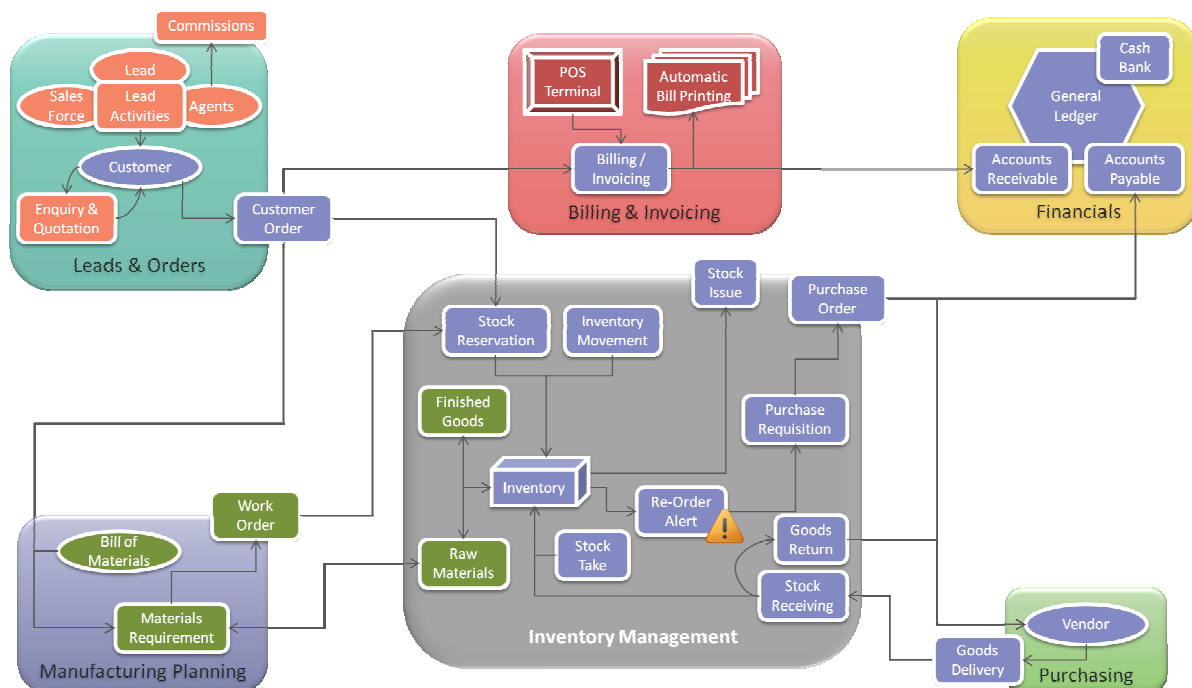 Commissions
Lead
Sales
Force
Lead
Activities
Agents
Customer
Enquiry &
Quotation
Customer
Order
Leads & Orders
POS
Terminal
Automatic
Bill Printing
Billing /
Invoicing
Billing & Invoicing
Cash
Bank
General
Ledger
Accounts
Receivable
Accounts
Payable
Financials
Stock
Issue
Purchase
Order
Stock
Reservation
Inventory
Movement
Finished
Goods
Purchase
Requisition
Inventory
Re-Order
Alert
!
Goods
Return
Stock
Take
Raw
Materials
Stock
Receiving
Inventory Management
Work
Order
Bill of
Materials
Materials
Requirement
Manufacturing Planning
Vendor
Goods
Delivery
Purchasing